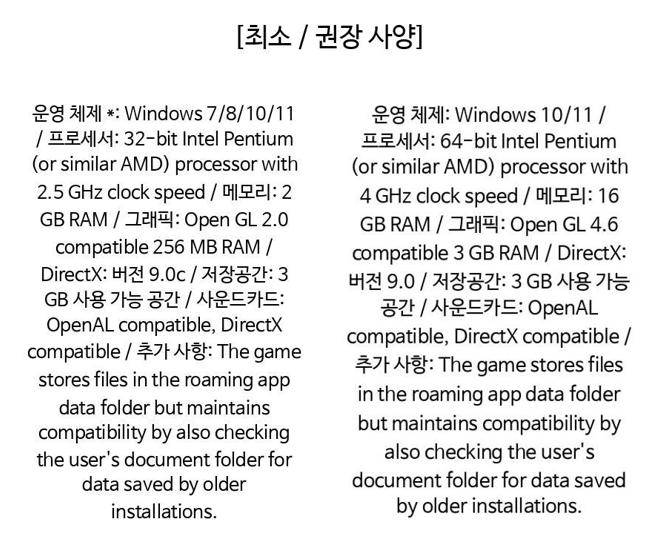 [최소 / 권장 사양]
운영 체제 *: Windows 7/8/10/11
/ 프로세서: 32-bit Intel Pentium
(or similar AMD) processor with
2.5 GHz clock speed / 메모리: 2
GB RAM / 그래픽: Open GL 2.0
compatible 256 MB RAM /
DirectX: 버전 9.0c / 저장공간: 3
GB 사용 가능 공간 / 사운드카드:
OpenAL compatible, DirectX
compatible / 추가 사항: The game
stores files in the roaming app
data folder but maintains
compatibility by also checking
the user's document folder for
data saved by older
installations.
운영 체제: Windows 10/11 /
프로세서: 64-bit Intel Pentium
(or similar AMD) processor with
4 GHz clock speed / 메모리: 16
GB RAM / 그래픽: Open GL 4.6
compatible 3 GB RAM / DirectX:
버전 9.0 / 저장공간: 3 GB 사용 가능
공간 / 사운드카드: OpenAL
compatible, DirectX compatible /
추가 사항: The game stores files
in the roaming app data folder
but maintains compatibility by
also checking the user's
document folder for data saved
by older installations.